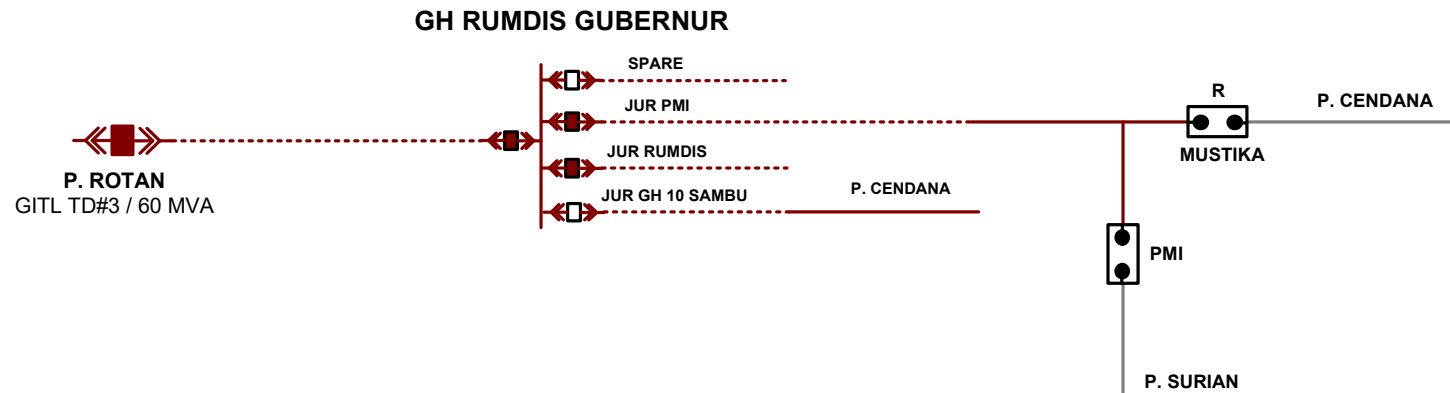 GH RUMDIS GUBERNUR
SPARE
JUR PMI
R
P. CENDANA
MUSTIKA
JUR RUMDIS
P. ROTAN
GITL TD#3 / 60 MVA
JUR GH 10 SAMBU
P. CENDANA
PMI
P. SURIAN